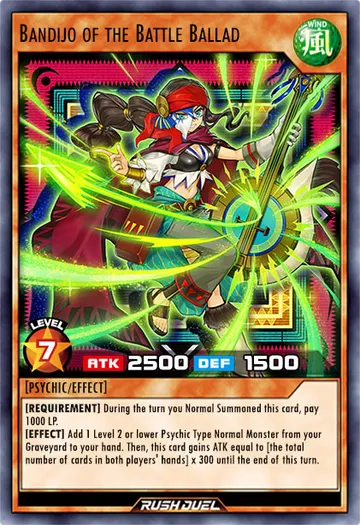 BANDIJO OF THE BATTLE BALLAD
WIND
風
LEVEL
7
ATK 2500 DEF 1500
[PSYCHIC/EFFECT]
[REQUIREMENT] During the turn you Normal Summoned this card, pay
1000 LP.
[EFFECT] Add 1 Level 2 or lower Psychic Type Normal Monster from your
Graveyard to your hand. Then, this card gains ATK equal to [the total
number of cards in both players' hands] x 300 until the end of this turn.
RUSH DUEL